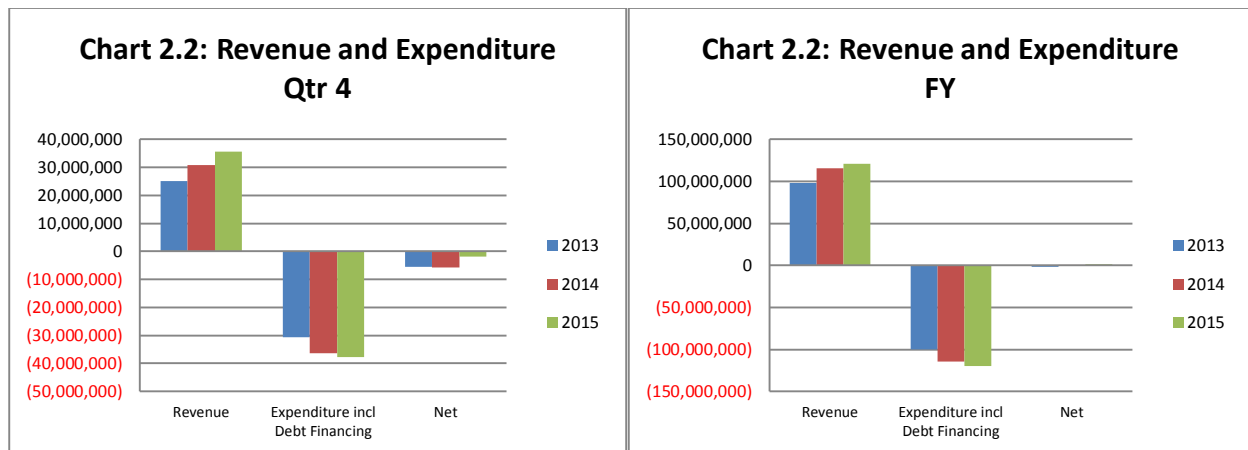 Chart 2.2: Revenue and Expenditure
Qtr 4
40,000,000
30,000,000
20,000,000
10,000,000
0
(10,000,000)
(20,000,000)
(30,000,000)
(40,000,000)
(50,000,000)
Revenue
Expenditure incl
Debt Financing
Net
2013
2014
2015
Chart 2.2: Revenue and Expenditure
FY
150,000,000
100,000,000
50,000,000
0
(50,000,000)
(100,000,000)
(150,000,000)
Revenue
Expenditure incl
Debt Financing
Net
2013
2014
2015